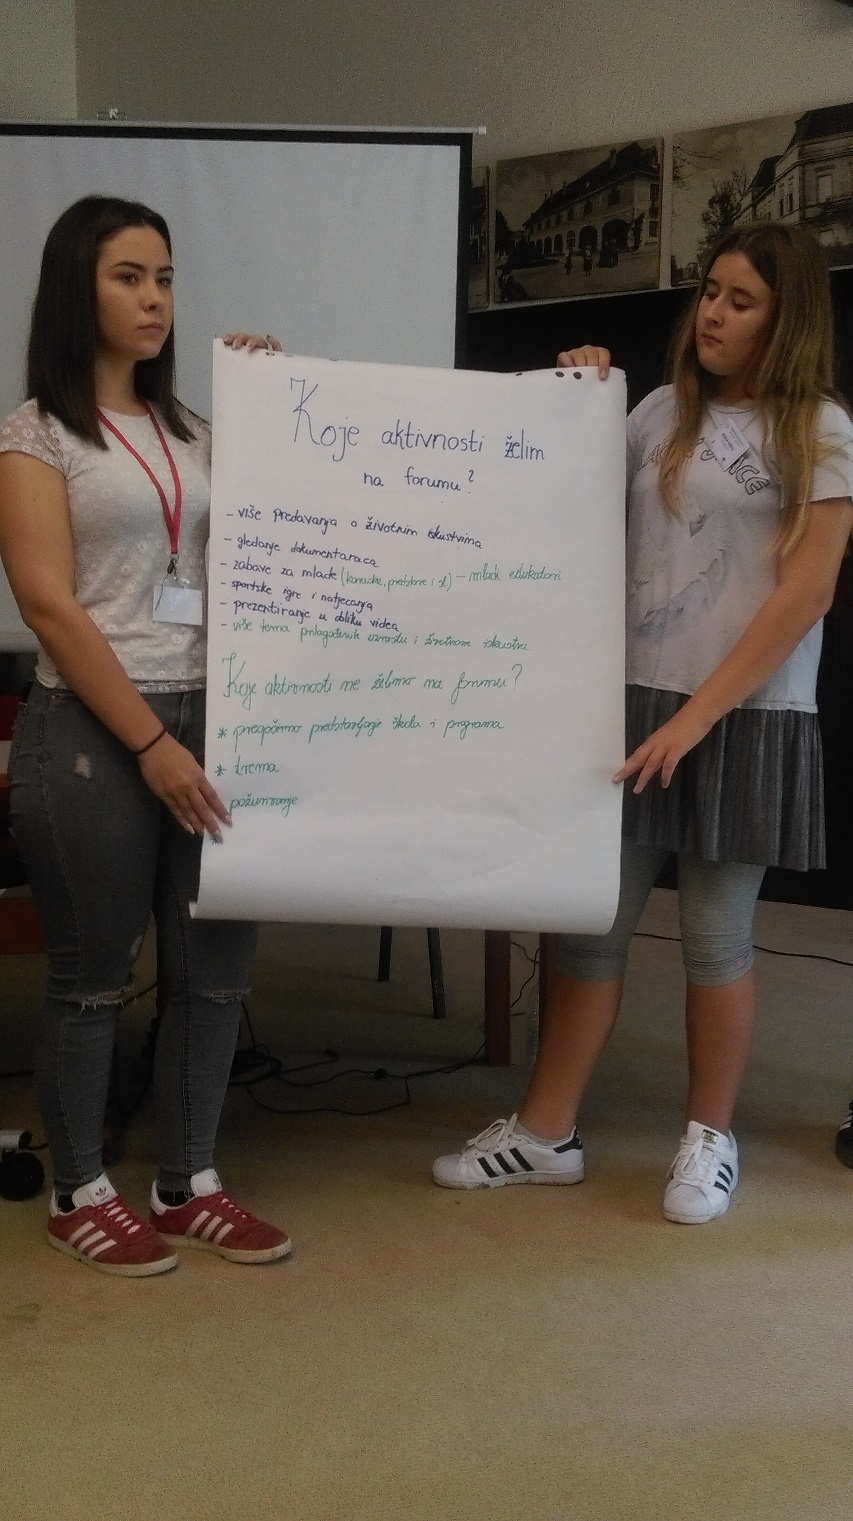 Koje aktivnosti želim
na forumu?
- više predavanja o životnim iskustvima
- gledanje dokumentaraca
- zabave za mlade (karaoke, predstave i sl) - mladi edukatori
- sportske igre i natjecanja
- prezentiranje u obliku videa
- više tema prilagođenih uzrastu i životnom iskustvu
Koje aktivnosti ne želimo na forumu?
* preopširno predstavljanje škola i programa
* trema
* požurivanje